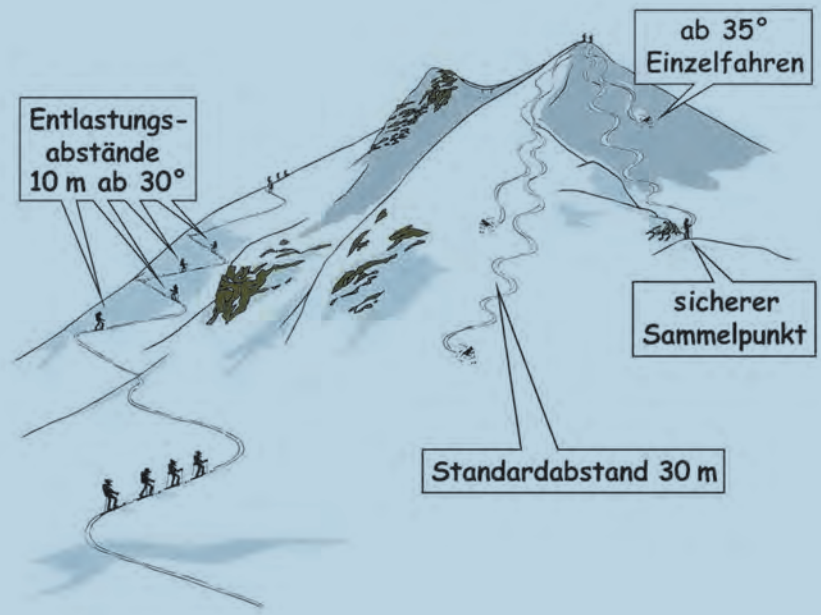 ab 35°
Einzelfahren
Entlastungs-
abstände
10 m ab 30°
sicherer
Sammelpunkt
Standardabstand 30 m